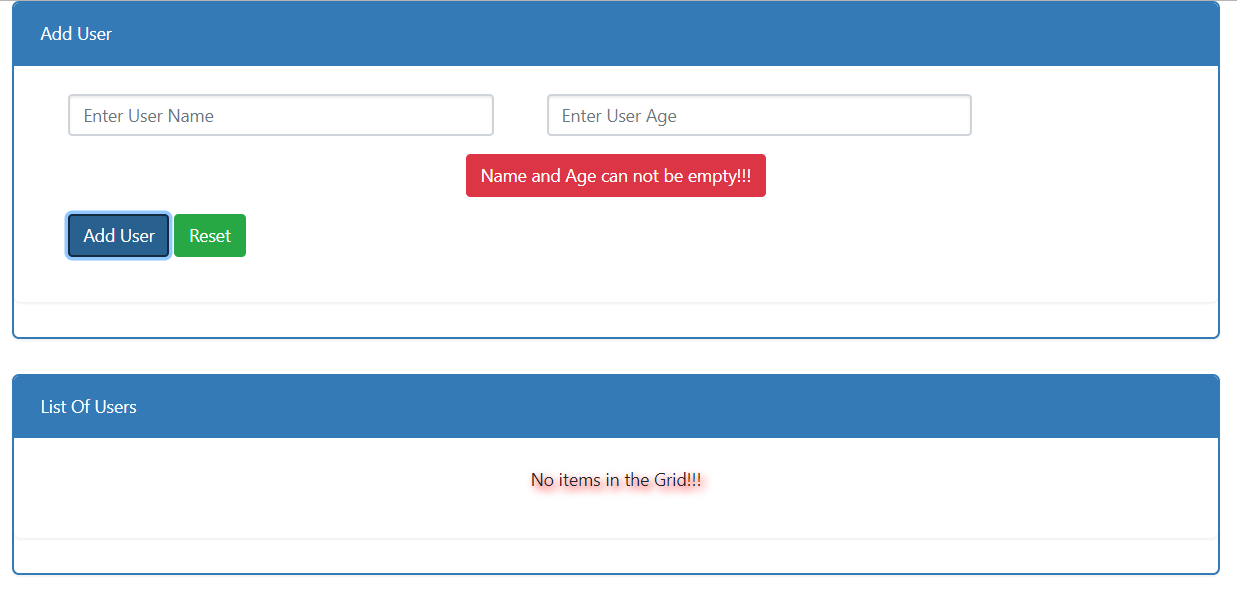 Add User
Enter User Name
Enter User Age
Name and Age can not be empty!!!
Add User
Reset
List Of Users
No items in the Grid!!!